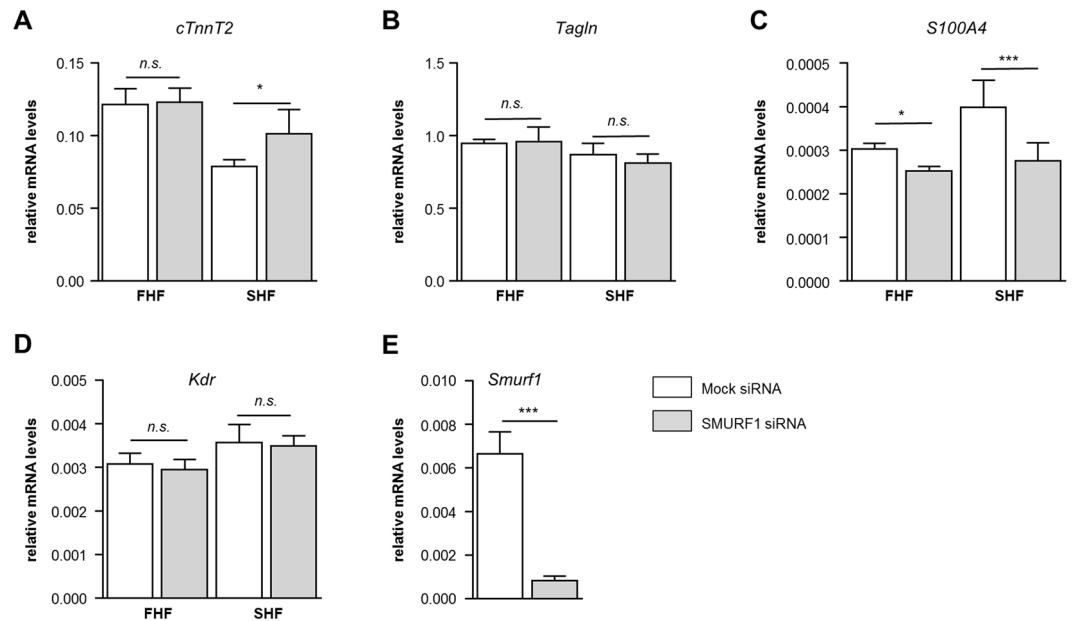 A
cTnnT2
relative mRNA levels
0.15
0.10
0.05
0.00
n.s.
*
FHF
SHF
B
Tagln
relative mRNA levels
1.5
1.0
0.5
0.0
n.s.
n.s.
FHF
SHF
C
S100A4
relative mRNA levels
0.0005
0.0004
0.0003
0.0002
0.0001
0.0000
*
***
FHF
SHF
D
Kdr
relative mRNA levels
0.005
0.004
0.003
0.002
0.001
0.000
n.s.
n.s.
FHF
SHF
E
Smurf1
relative mRNA levels
0.010
0.008
0.006
0.004
0.002
0.000
***
Mock siRNA
SMURF1 siRNA